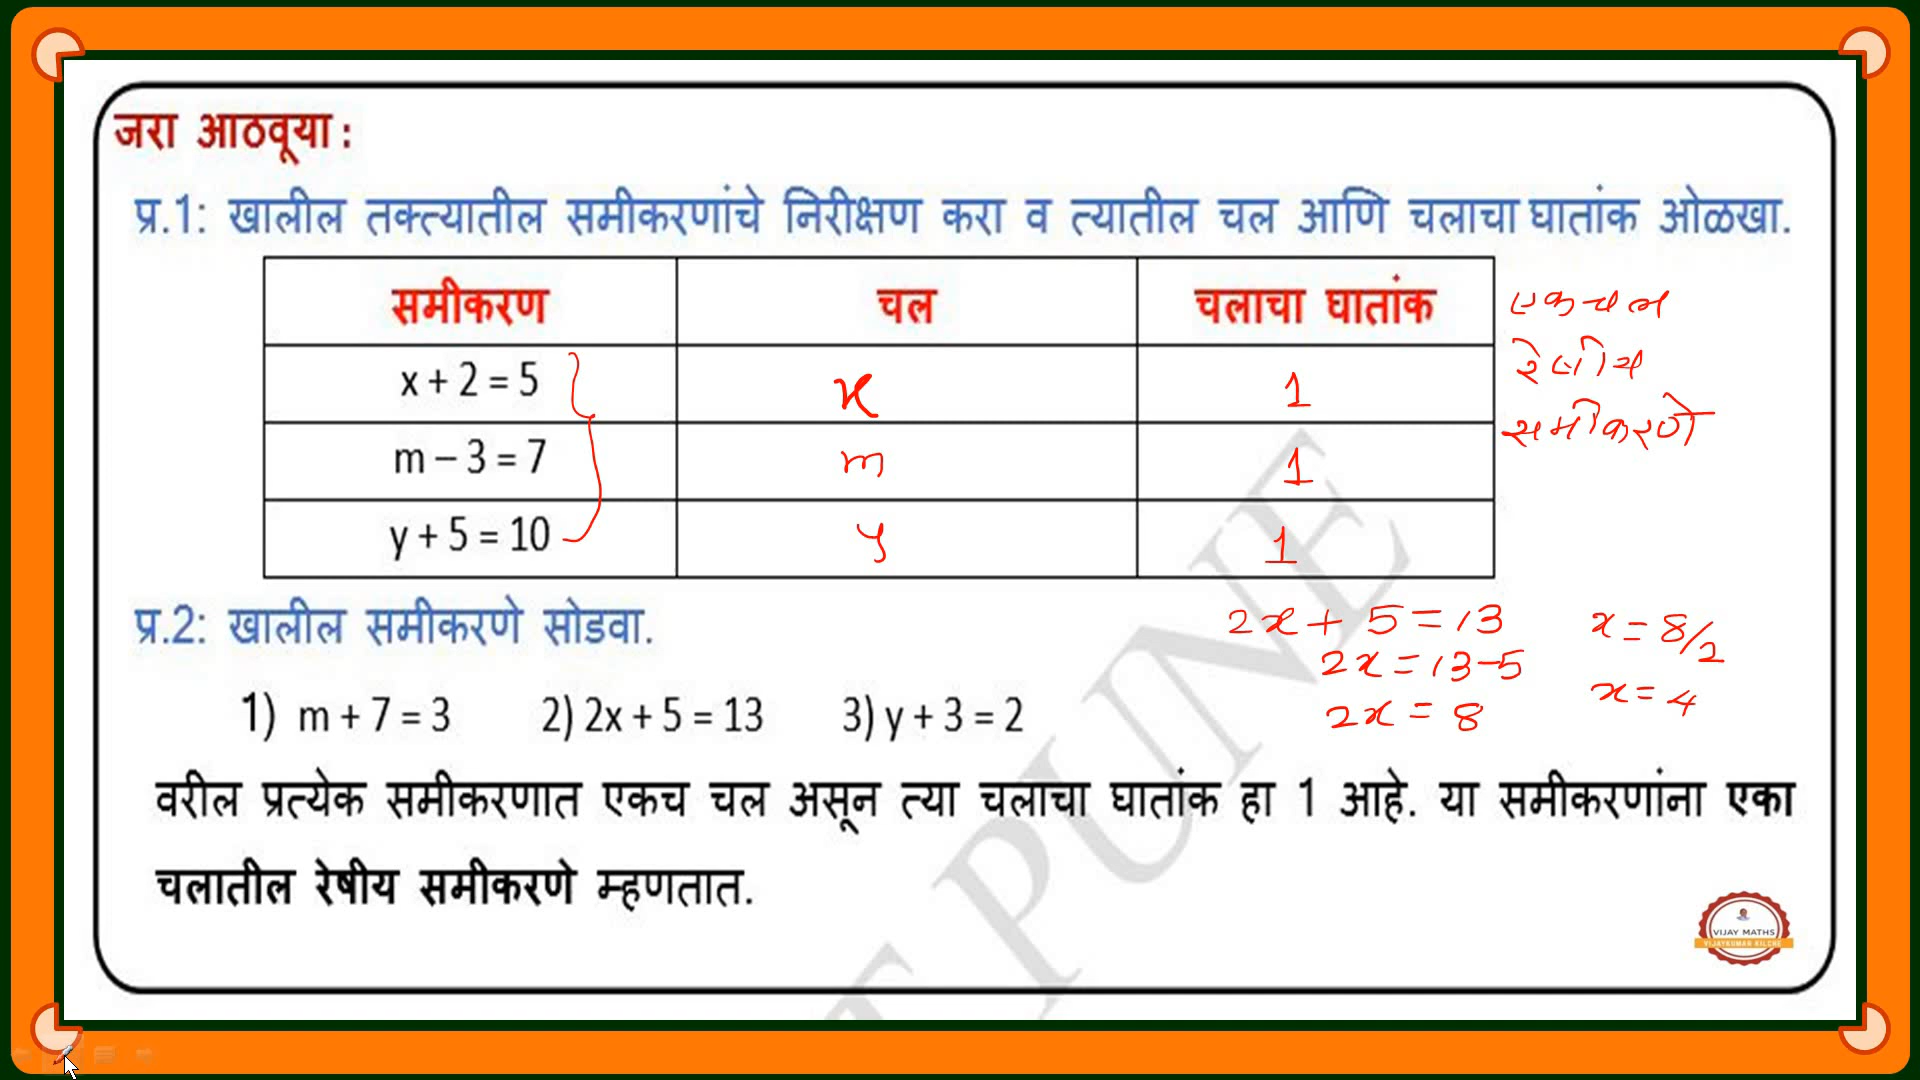 जरा आठवूया :
प्र.1: खालील तक्त्यातील समीकरणांचे निरीक्षण करा व त्यातील चल आणि चलाचा घातांक ओळखा.
समीकरण चल चलाचा घातांक
x + 2 = 5 x 1
m – 3 = 7 m 1
y + 5 = 10 y 1
एकचल
रेषीय
समीकरणे
प्र.2: खालील समीकरणे सोडवा.
2x + 5 = 13
2x = 13-5
2x = 8
x = 8/2
x = 4
1) m + 7 = 3 2) 2x + 5 = 13 3) y + 3 = 2
वरील प्रत्येक समीकरणात एकच चल असून त्या चलाचा घातांक हा 1 आहे. या समीकरणांना एका
चलातील रेषीय समीकरणे म्हणतात.
PUNE
VIJAY MATHS
VIJAYKUMAR KILCHE